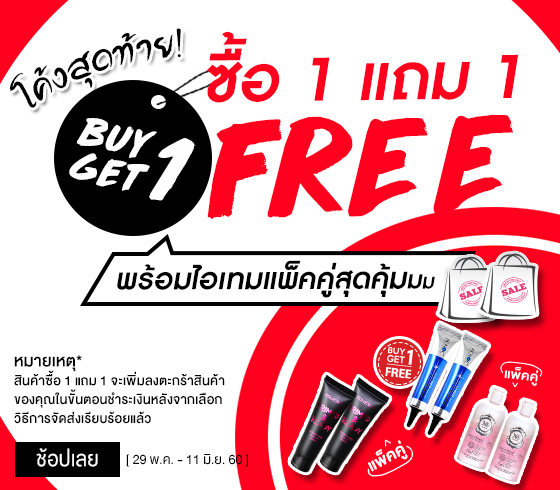 โค้งสุดท้าย!
ซื้อ 1 แถม 1
BUY
GET 1
FREE
พร้อมไอเทมแพ็คคู่สุดคุ้มมม
SALE
SALE
BUY
GET 1
FREE
แพ็คคู่
แพ็คคู่
หมายเหตุ*
สินค้าซื้อ 1 แถม 1 จะเพิ่มลงตะกร้าสินค้า
ของคุณในขั้นตอนชำระเงินหลังจากเลือก
วิธีการจัดส่งเรียบร้อยแล้ว
ช้อปเลย
[ 29 พ.ค. - 11 มิ.ย. 60 ]